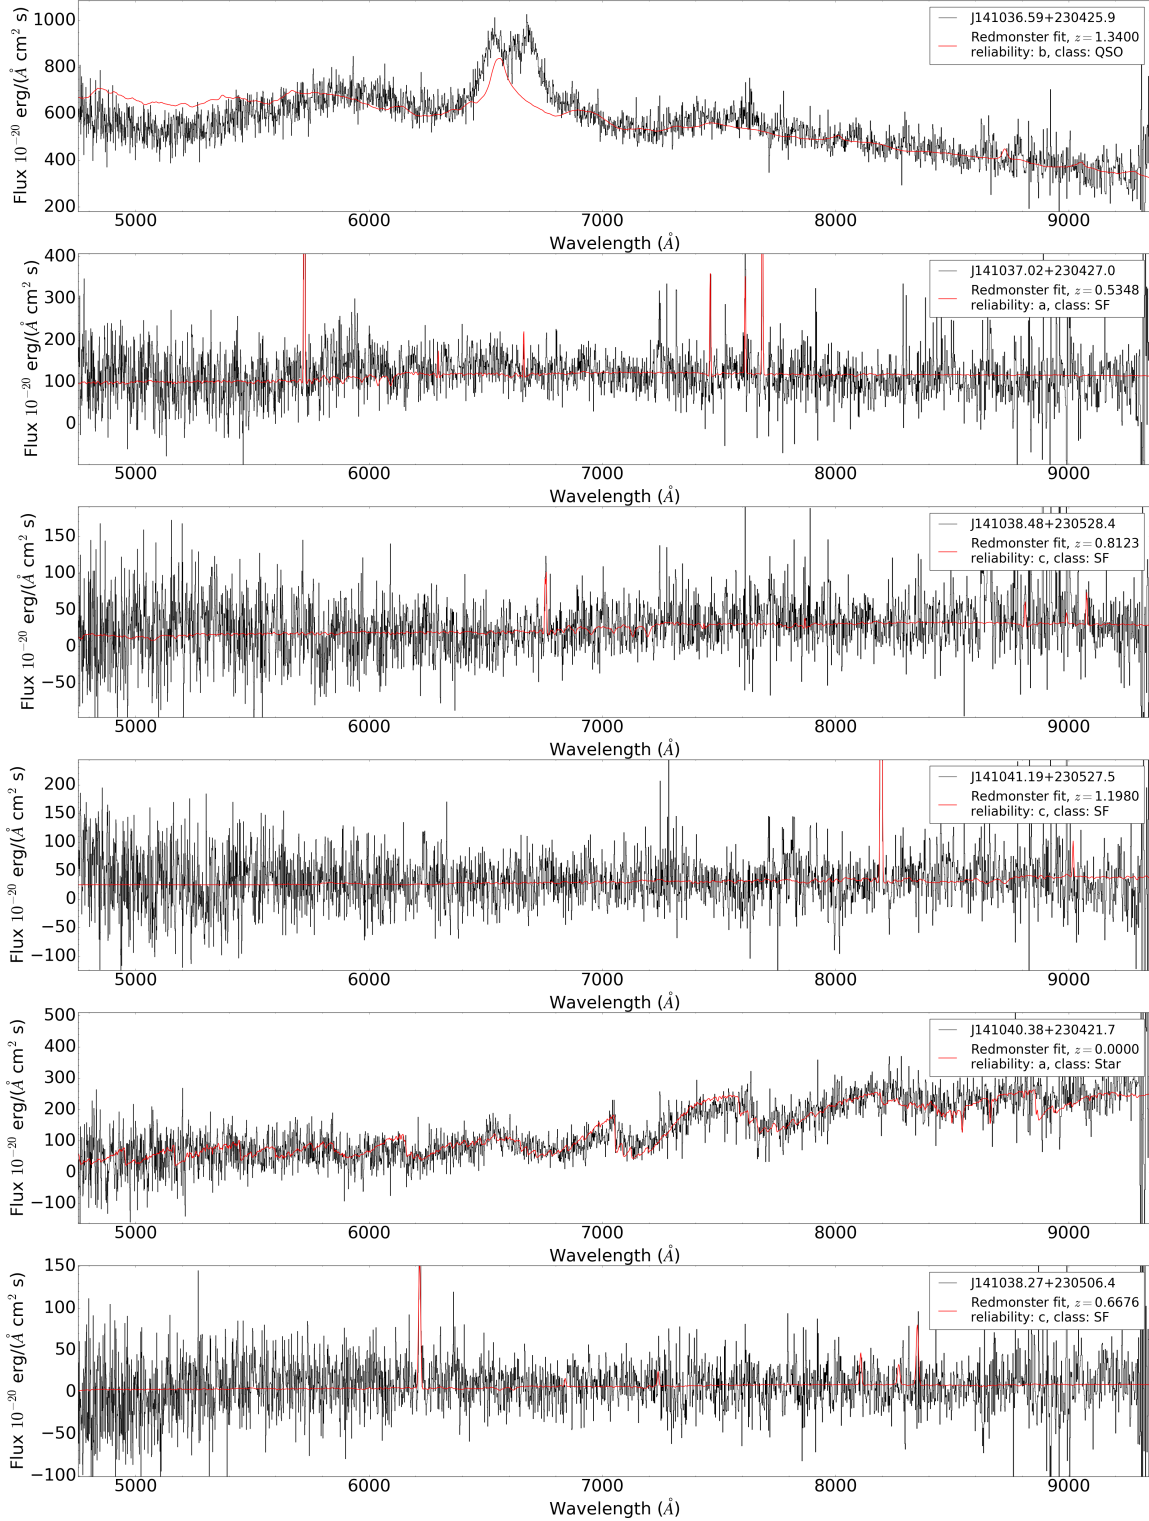 J141036.59+230425.9
Redmonster fit, z=1.3400
reliability: b, class: QSO
1000
800
600
400
200
Flux 10⁻²⁰ erg/(Å cm² s)
5000 6000 7000 8000 9000
Wavelength (Å)
J141037.02+230427.0
Redmonster fit, z=0.5348
reliability: a, class: SF
400
300
200
100
0
Flux 10⁻²⁰ erg/(Å cm² s)
5000 6000 7000 8000 9000
Wavelength (Å)
J141038.48+230528.4
Redmonster fit, z=0.8123
reliability: c, class: SF
150
100
50
0
−50
Flux 10⁻²⁰ erg/(Å cm² s)
5000 6000 7000 8000 9000
Wavelength (Å)
J141041.19+230527.5
Redmonster fit, z=1.1980
reliability: c, class: SF
200
150
100
50
0
−50
−100
Flux 10⁻²⁰ erg/(Å cm² s)
5000 6000 7000 8000 9000
Wavelength (Å)
J141040.38+230421.7
Redmonster fit, z=0.0000
reliability: a, class: Star
500
400
300
200
100
0
−100
Flux 10⁻²⁰ erg/(Å cm² s)
5000 6000 7000 8000 9000
Wavelength (Å)
J141038.27+230506.4
Redmonster fit, z=0.6676
reliability: c, class: SF
150
100
50
0
−50
−100
Flux 10⁻²⁰ erg/(Å cm² s)
5000 6000 7000 8000 9000
Wavelength (Å)